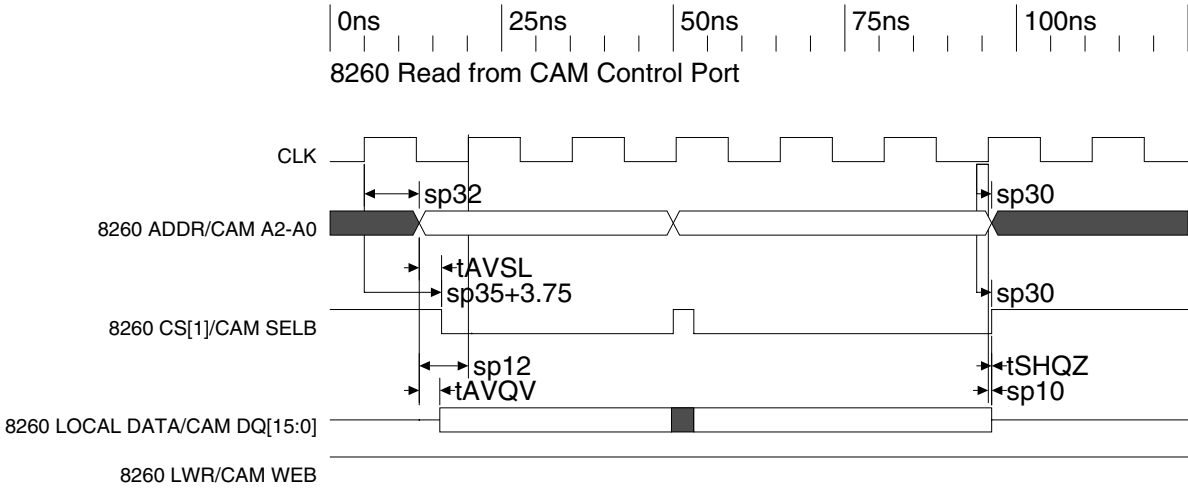 0ns 25ns 50ns 75ns 100ns
8260 Read from CAM Control Port
CLK
sp32 sp30
8260 ADDR/CAM A2-A0
tAVSL
sp35+3.75 sp30
8260 CS[1]/CAM SELB
sp12 tSHQZ
tAVQV sp10
8260 LOCAL DATA/CAM DQ[15:0]
8260 LWR/CAM WEB